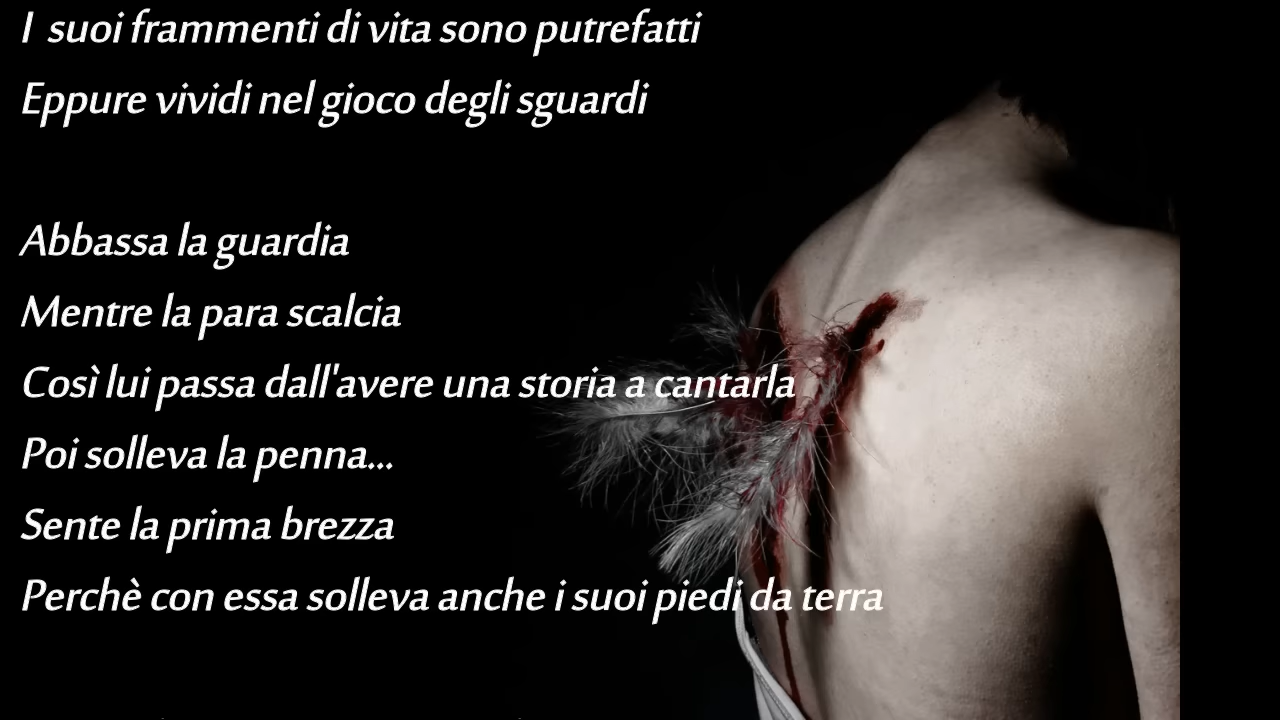 I suoi frammenti di vita sono putrefatti
Eppure vividi nel gioco degli sguardi
Abbassa la guardia
Mentre la para scalcia
Così lui passa dall'avere una storia a cantarla
Poi solleva la penna...
Sente la prima brezza
Perchè con essa solleva anche i suoi piedi da terra